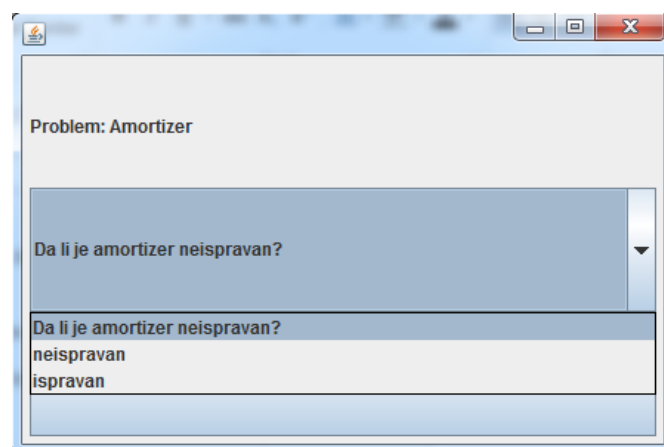 Problem: Amortizer
Da li je amortizer neispravan?
Da li je amortizer neispravan?
neispravan
ispravan